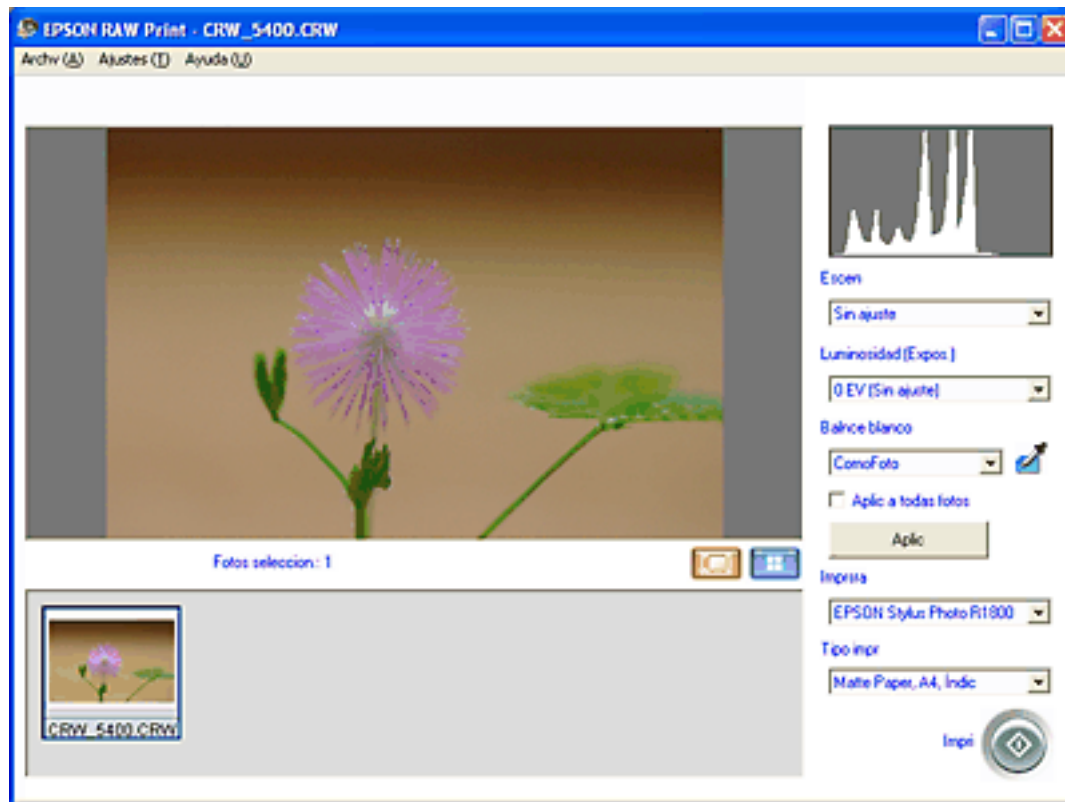 EPSON RAW Print - CRW_5400.CRW
Archv (A) Ajustes (T) Ayuda (U)
Escen
Sin ajuste
Luminosidad (Expos.)
0 EV (Sin ajuste)
Balnce blanco
ComoFoto
Aplic a todas fotos
Aplic
Fotos seleccion.: 1
Imprsra
EPSON Stylus Photo R1800
Tipo impr
Matte Paper, A4, Índic
CRW_5400.CRW
Impri